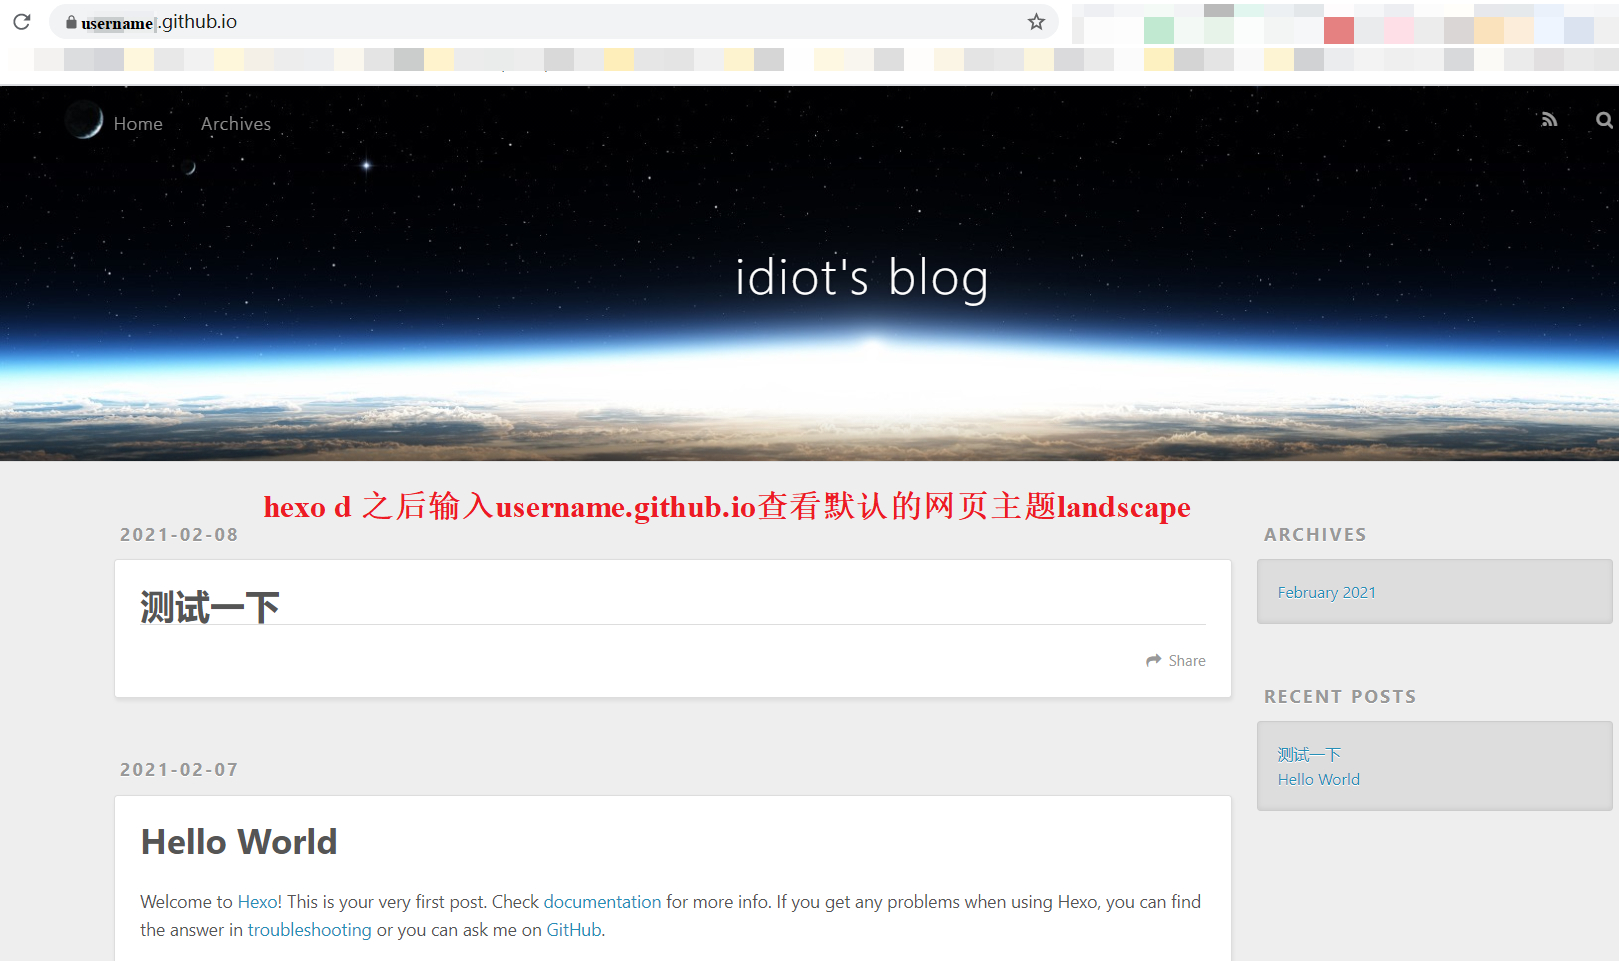 username.github.io
Home Archives
idiot's blog
hexo d 之后输入username.github.io查看默认的网页主题landscape
2021-02-08
测试一下
Share
2021-02-07
Hello World
Welcome to Hexo! This is your very first post. Check documentation for more info. If you get any problems when using Hexo, you can find
the answer in troubleshooting or you can ask me on GitHub.
ARCHIVES
February 2021
RECENT POSTS
测试一下
Hello World